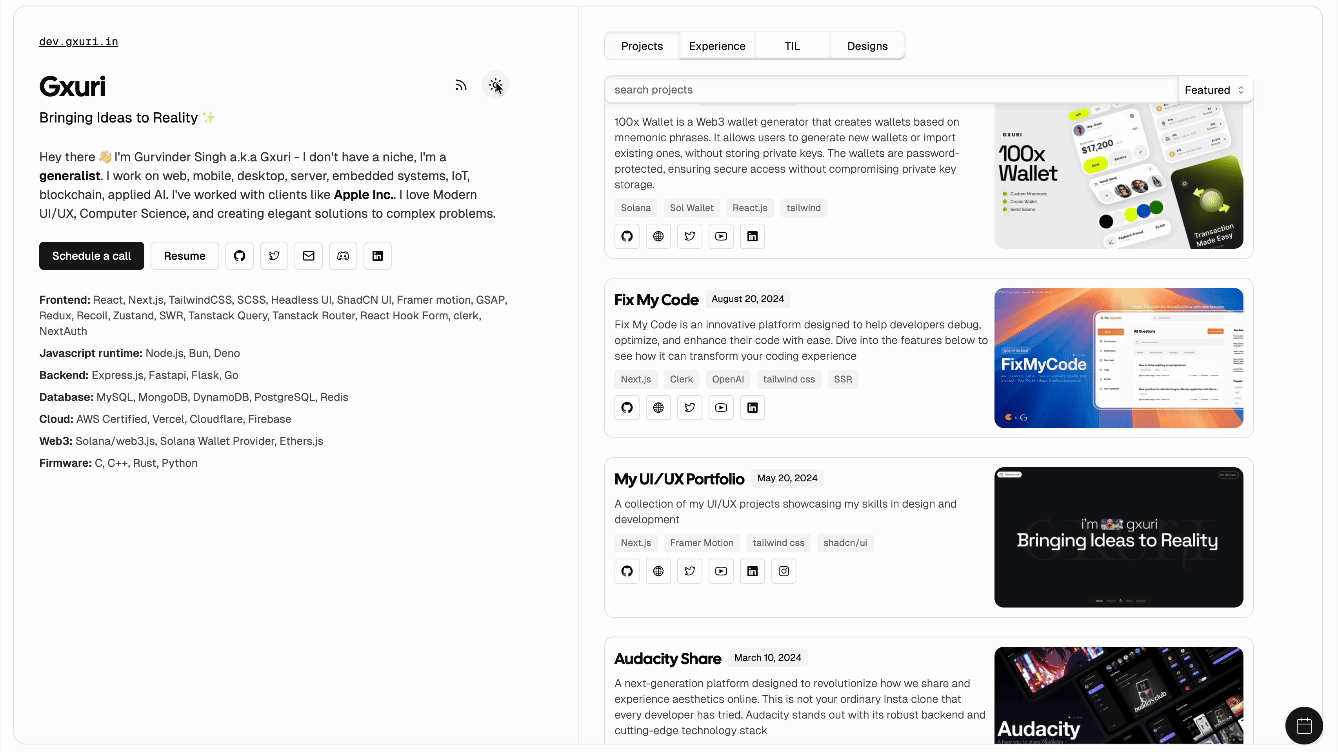 dev.gxuri.in
Gxuri
Bringing Ideas to Reality ✨
Hey there 👋 I'm Gurvinder Singh a.k.a Gxuri - I don't have a niche, I'm a
generalist. I work on web, mobile, desktop, server, embedded systems, IoT,
blockchain, applied AI. I've worked with clients like Apple Inc.. I love Modern
UI/UX, Computer Science, and creating elegant solutions to complex problems.
Schedule a call
Resume
Frontend: React, Next.js, TailwindCSS, SCSS, Headless UI, ShadCN UI, Framer motion, GSAP,
Redux, Recoil, Zustand, SWR, Tanstack Query, Tanstack Router, React Hook Form, clerk,
NextAuth
Javascript runtime: Node.js, Bun, Deno
Backend: Express.js, Fastapi, Flask, Go
Database: MySQL, MongoDB, DynamoDB, PostgreSQL, Redis
Cloud: AWS Certified, Vercel, Cloudflare, Firebase
Web3: Solana/web3.js, Solana Wallet Provider, Ethers.js
Firmware: C, C++, Rust, Python
Projects Experience TIL Designs
search projects Featured
100x Wallet is a Web3 wallet generator that creates wallets based on
mnemonic phrases. It allows users to generate new wallets or import
existing ones, without storing private keys. The wallets are password-
protected, ensuring secure access without compromising private key
storage.
Solana Sol Wallet React.js tailwind
GXURI
100x
Wallet
Custom Mnemonic
Create Wallet
Send Solana
$17,200
Transaction
Made Easy
Fix My Code August 20, 2024
Fix My Code is an innovative platform designed to help developers debug,
optimize, and enhance their code with ease. Dive into the features below to
see how it can transform your coding experience
Next.js Clerk OpenAI tailwind css SSR
FixMyCode
All Questions
My UI/UX Portfolio May 20, 2024
A collection of my UI/UX projects showcasing my skills in design and
development
Next.js Framer Motion tailwind css shadcn/ui
i'm gxuri
Bringing Ideas to Reality
Audacity Share March 10, 2024
A next-generation platform designed to revolutionize how we share and
experience aesthetics online. This is not your ordinary Insta clone that
every developer has tried. Audacity stands out with its robust backend and
cutting-edge technology stack
Audacity